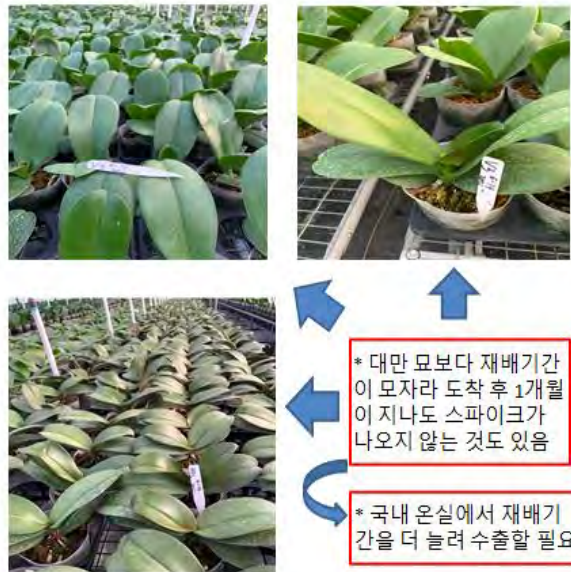 * 대만 묘보다 재배기간
이 모자라 도착 후 1개월
이 지나도 스파이크가
나오지 않는 것도 있음
* 국내 온실에서 재배기
간을 더 늘려 수출할 필요